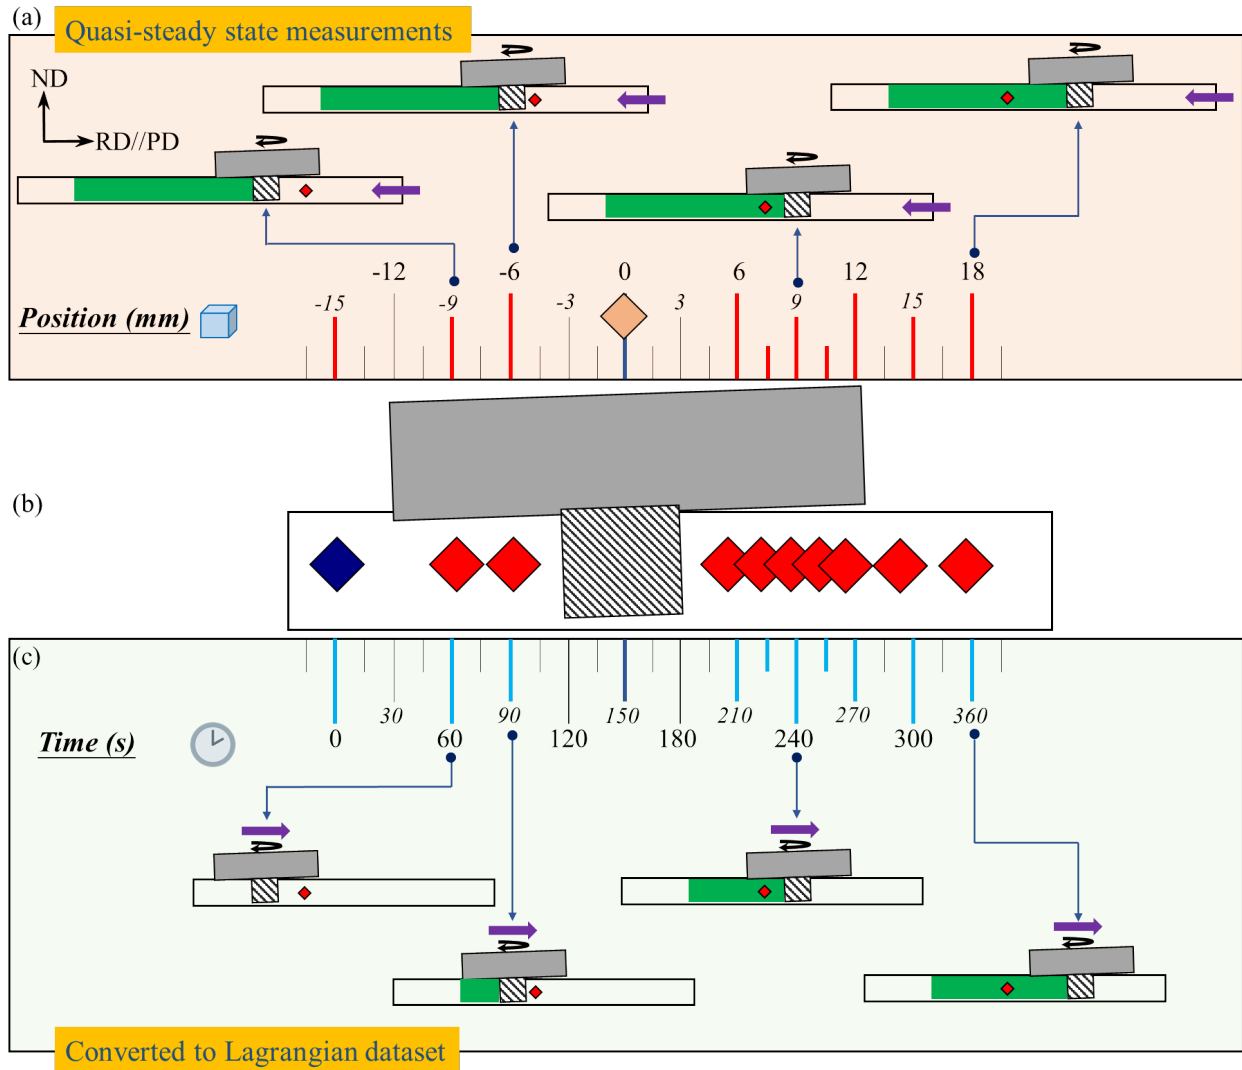 (a)
Quasi-steady state measurements
ND
RD//PD
-12 -6 0 6 12 18
-15 -9 -3 3 9 15
Position (mm)
(b)
(c)
30 90 150 210 270 360
Time (s)
0 60 120 180 240 300
Converted to Lagrangian dataset